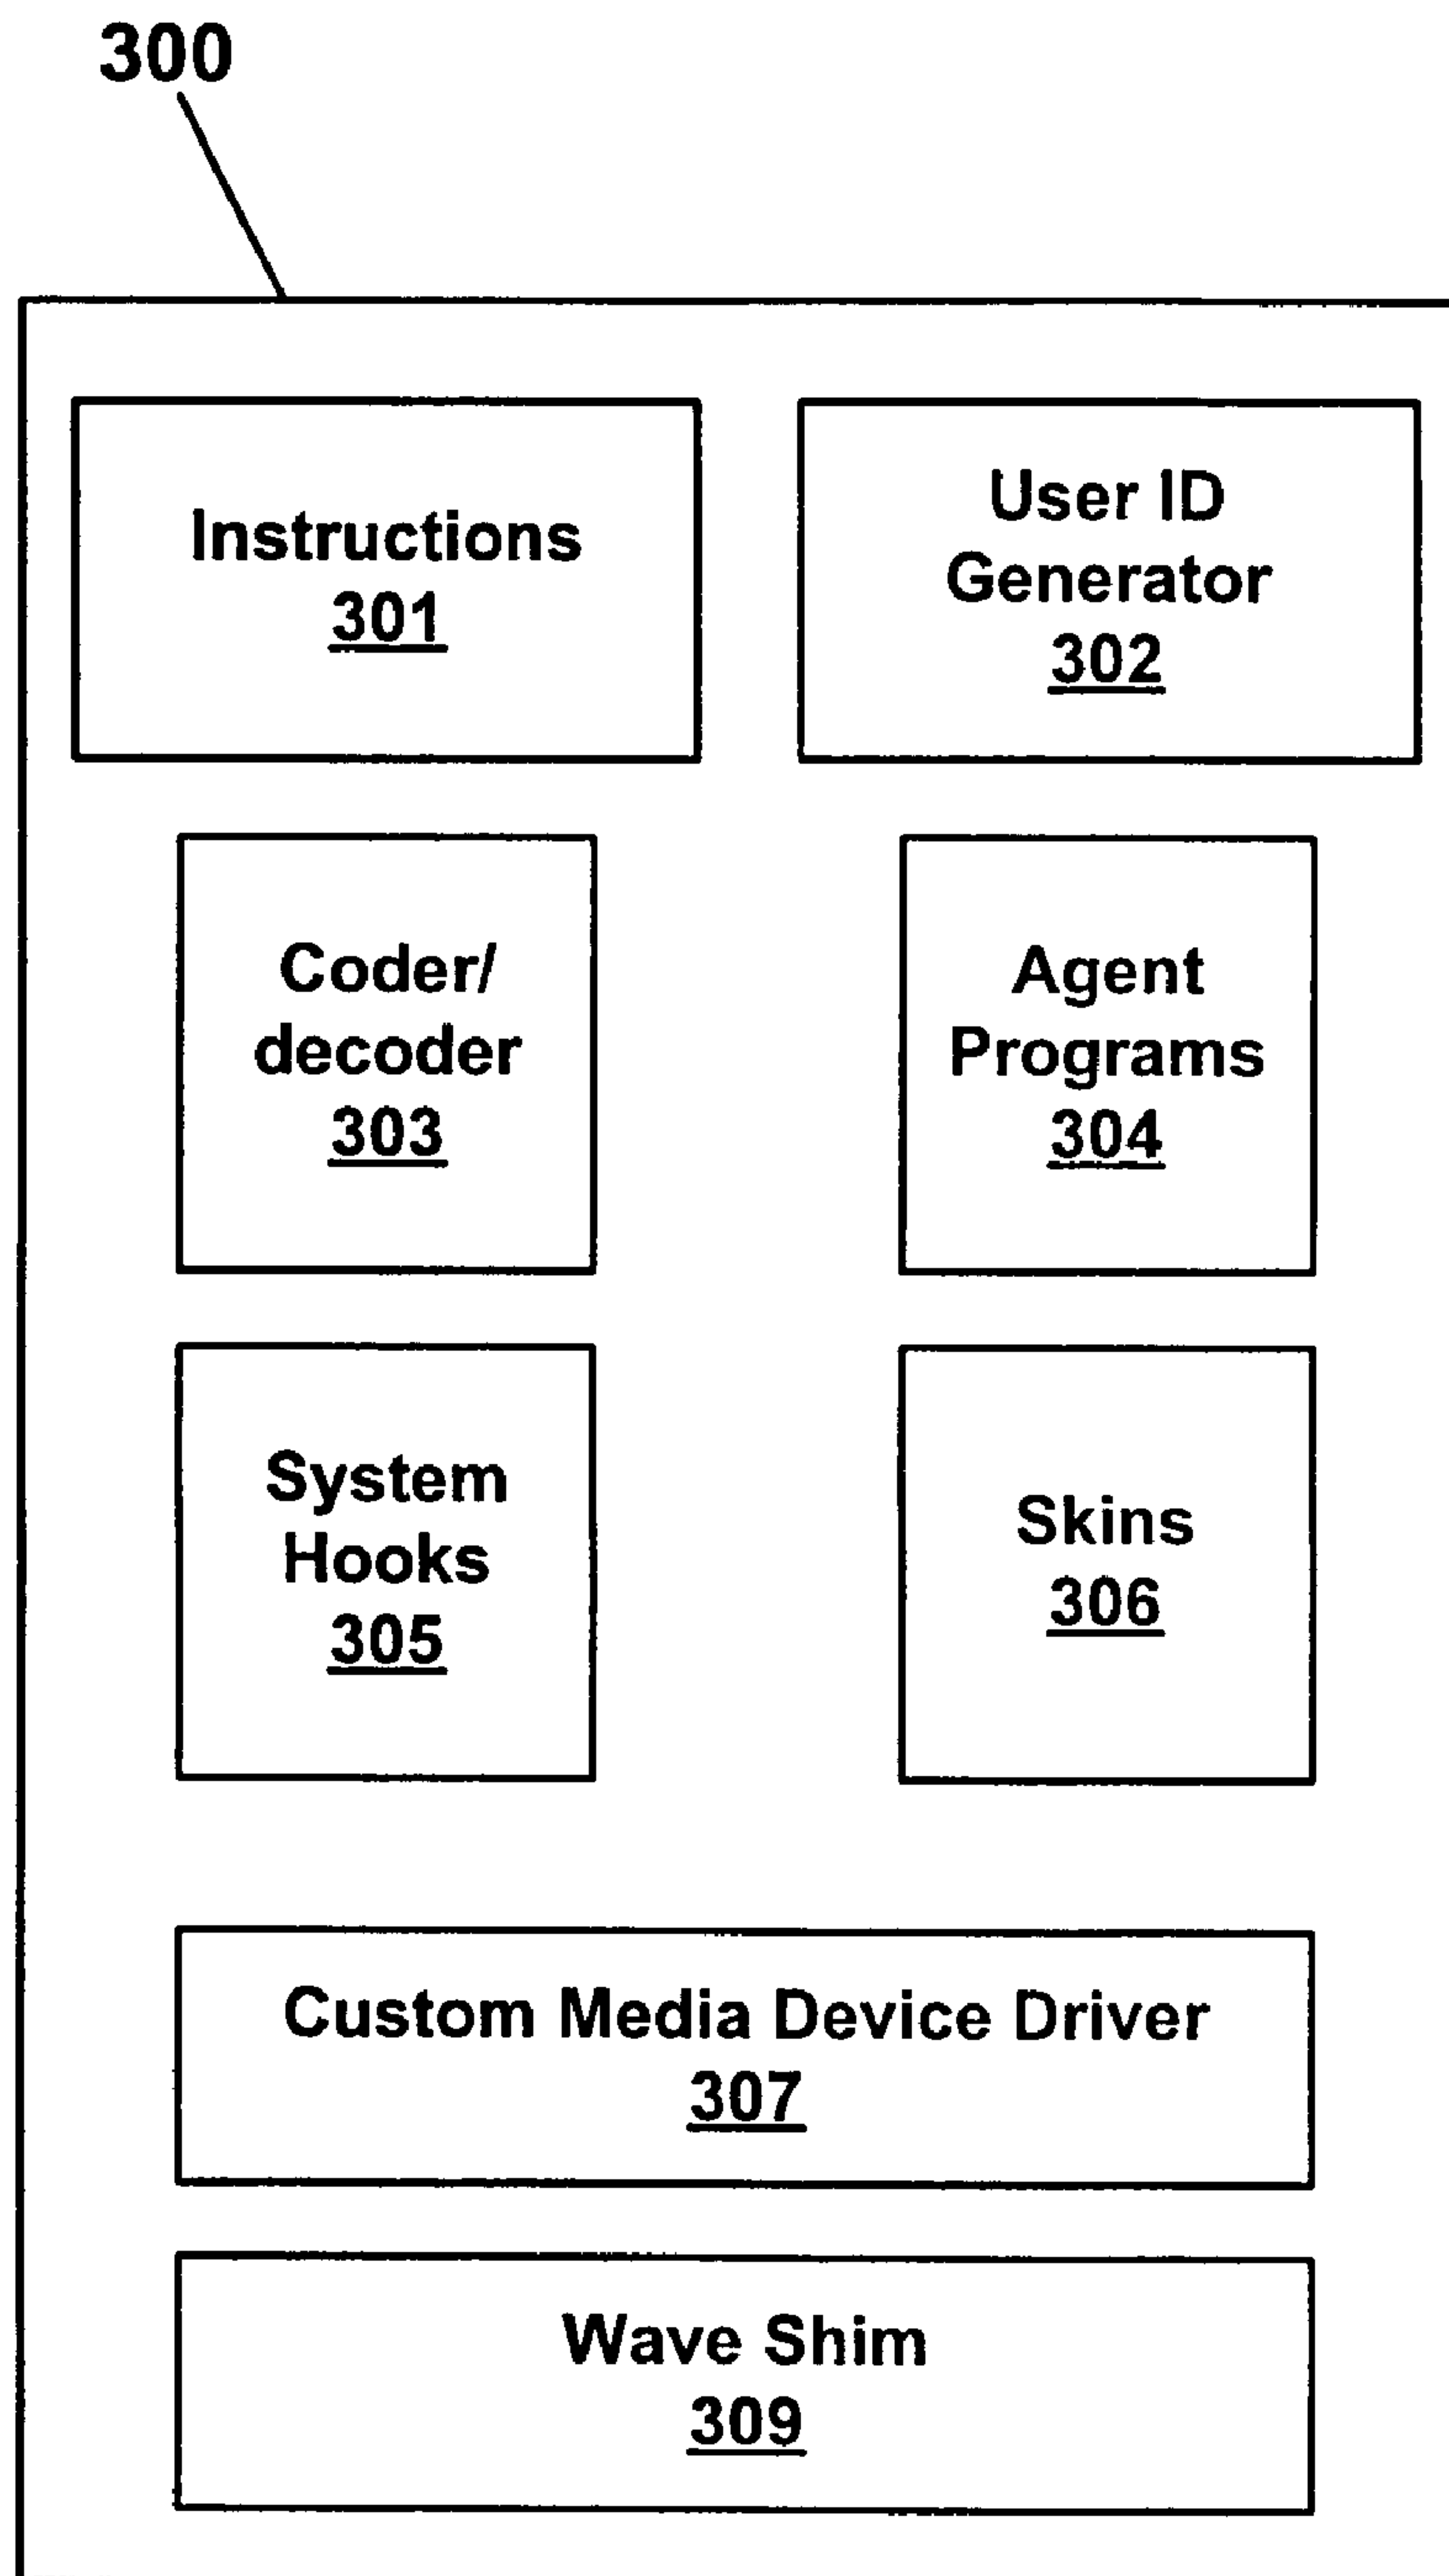 300
Instructions
301
User ID
Generator
302
Coder/
decoder
303
Agent
Programs
304
System
Hooks
305
Skins
306
Custom Media Device Driver
307
Wave Shim
309